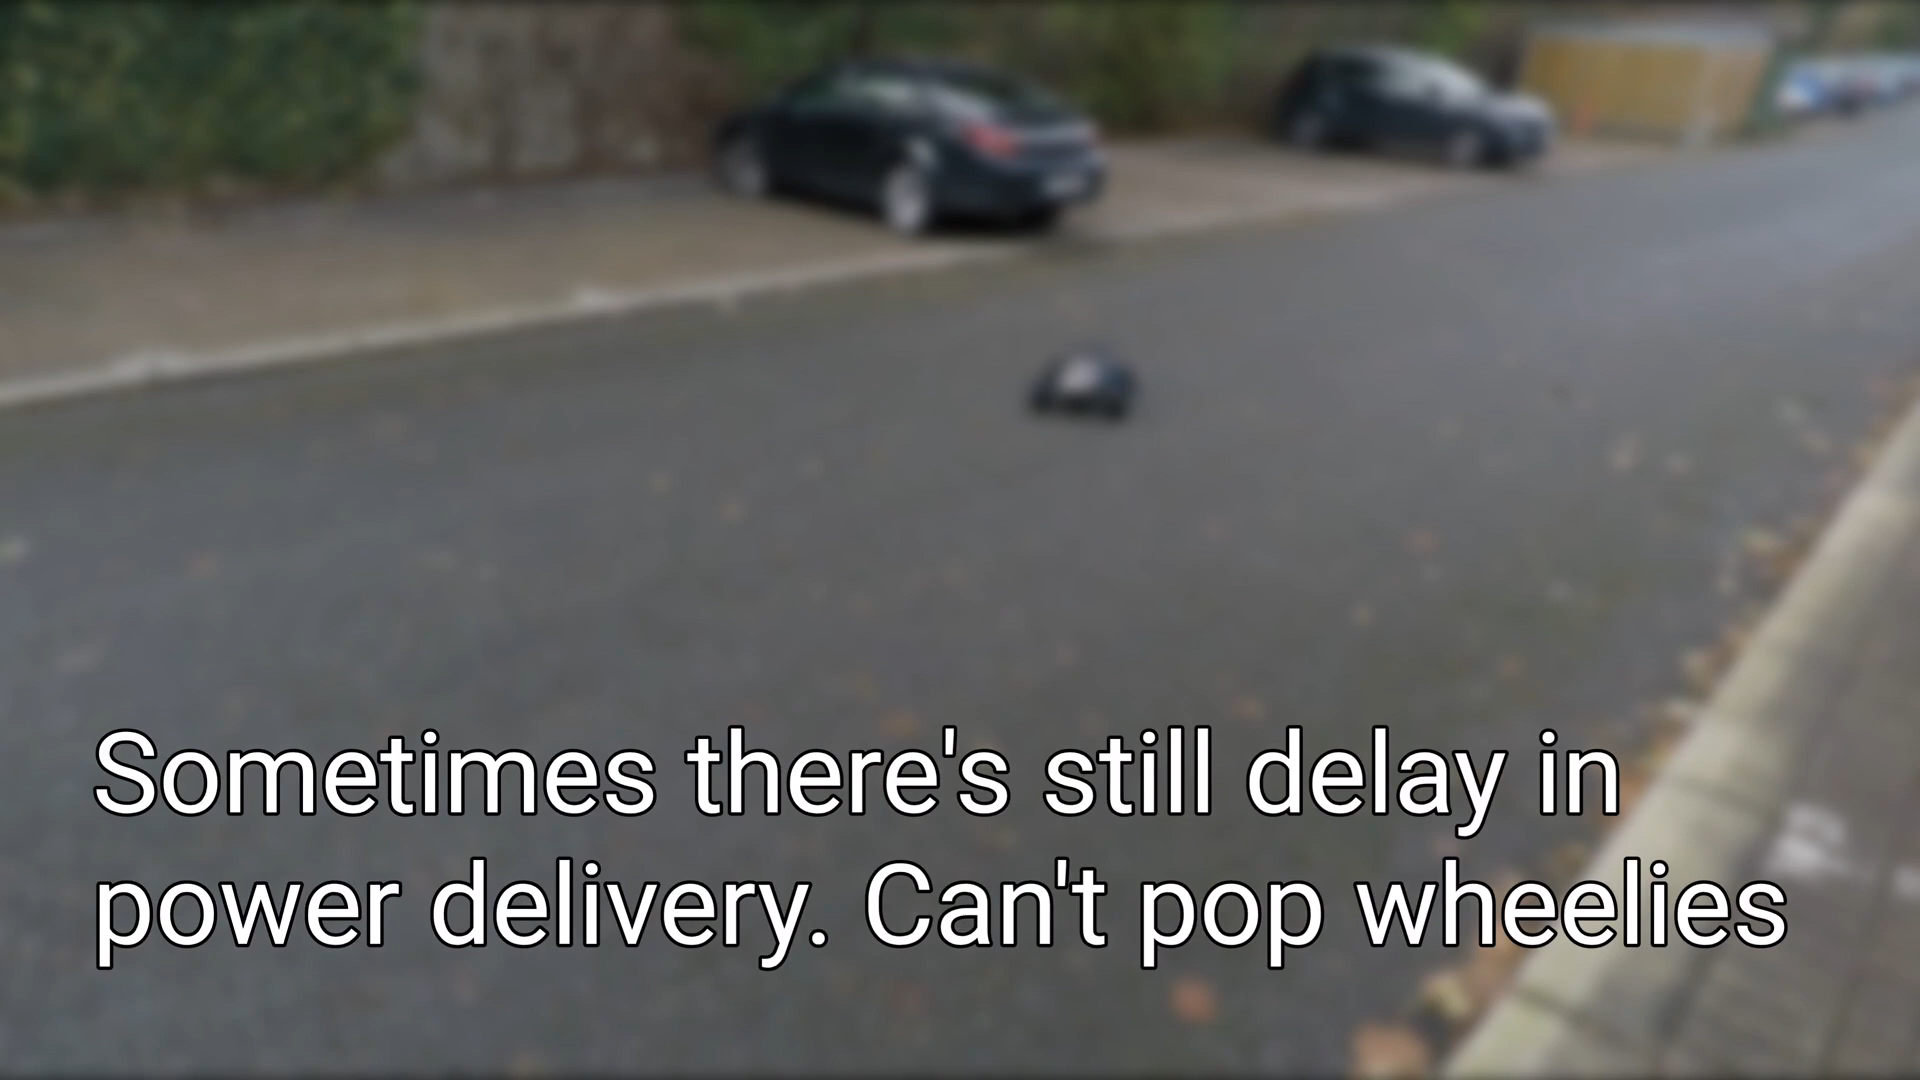 Sometimes there's still delay in
power delivery. Can't pop wheelies